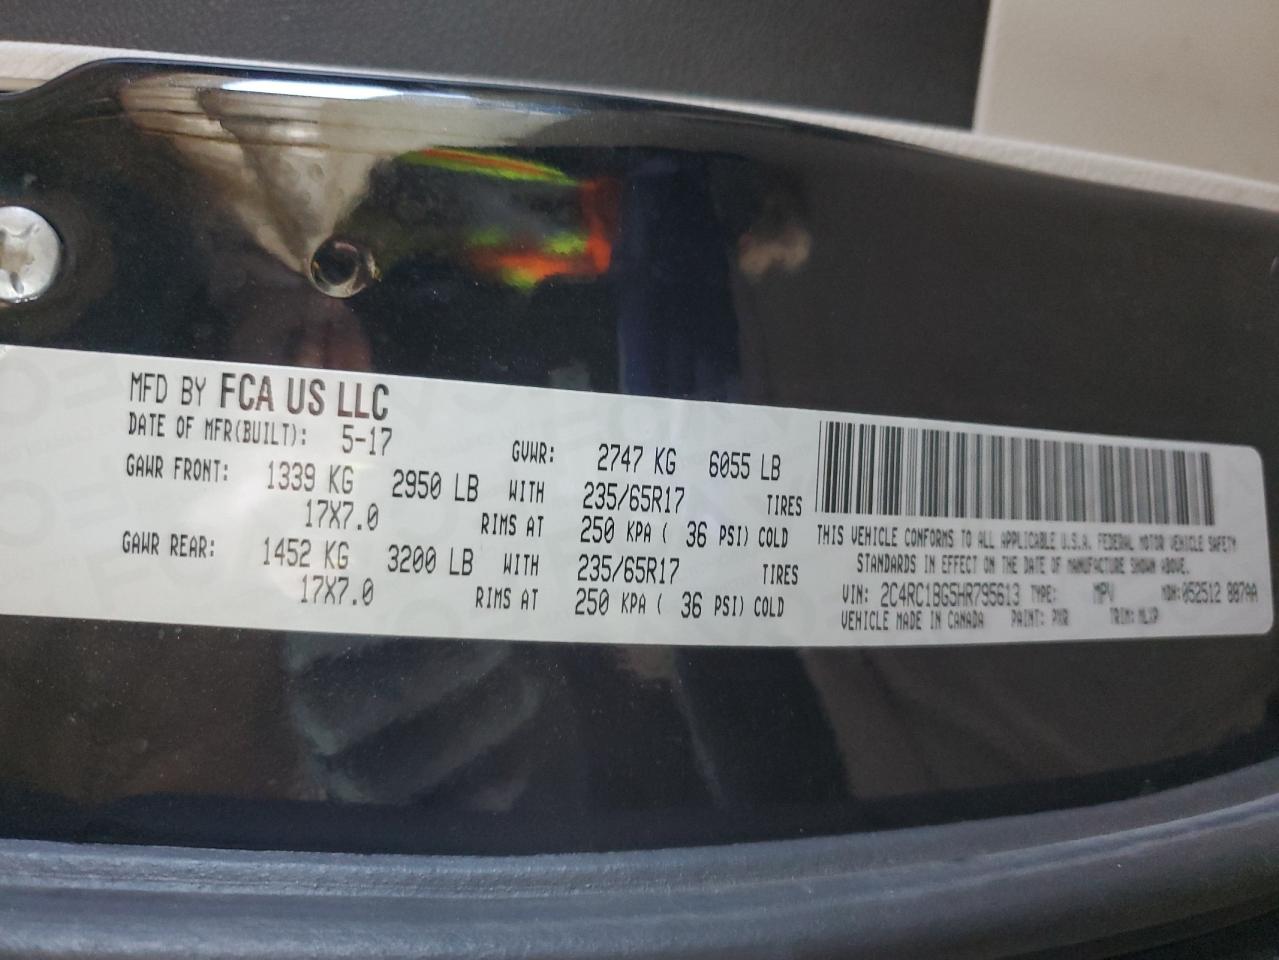 MFD BY FCA US LLC
DATE OF MFR(BUILT): 5-17
GVWR: 2747 KG 6055 LB
GAWR FRONT: 1339 KG 2950 LB WITH 235/65R17 TIRES
17X7.0 RIMS AT 250 KPA ( 36 PSI) COLD
GAWR REAR: 1452 KG 3200 LB WITH 235/65R17 TIRES
17X7.0 RIMS AT 250 KPA ( 36 PSI) COLD
THIS VEHICLE CONFORMS TO ALL APPLICABLE U.S.A. FEDERAL MOTOR VEHICLE SAFETY
STANDARDS IN EFFECT ON THE DATE OF MANUFACTURE SHOWN ABOVE.
VIN: 2C4RC1BG5HR795613 TYPE: MPV MDH:052512
VEHICLE MADE IN CANADA PAINT: PXR TRIM: